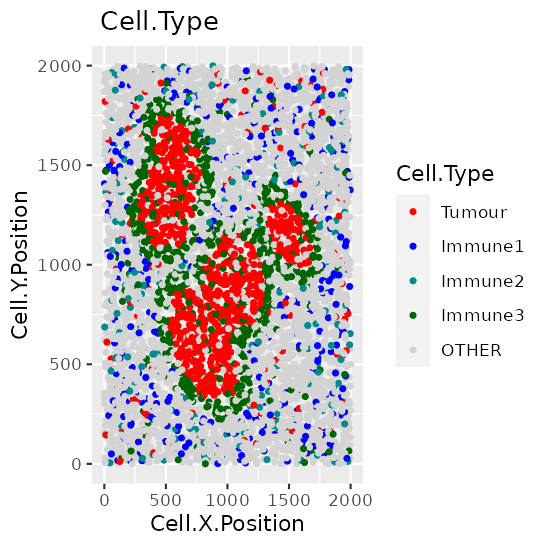 Cell.Type
Cell.Y.Position
2000
1500
1000
500
0
0 500 1000 1500 2000
Cell.X.Position
Cell.Type
Tumour
Immune1
Immune2
Immune3
OTHER